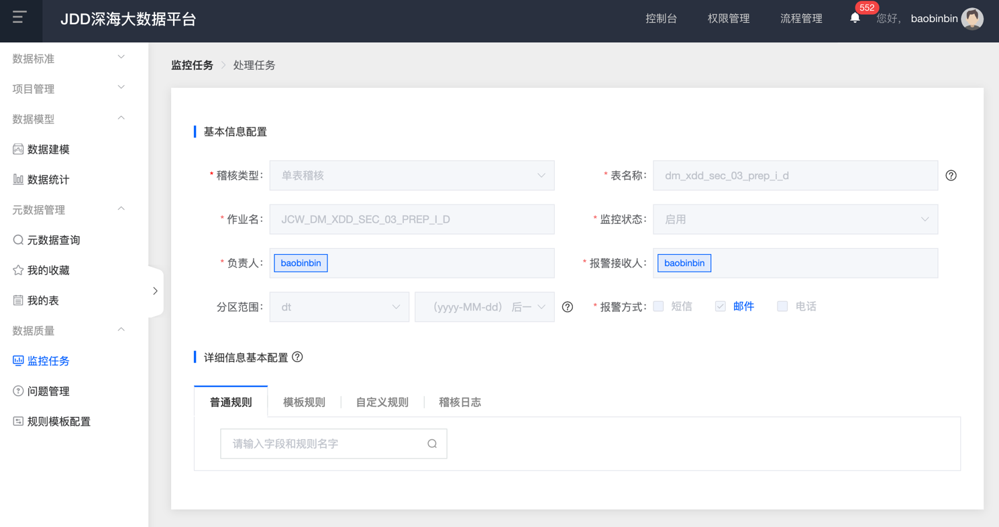 JDD深海大数据平台
控制台
权限管理
流程管理
552
您好，
baobinbin
数据标准
项目管理
数据模型
数据建模
数据统计
元数据管理
元数据查询
我的收藏
我的表
数据质量
监控任务
问题管理
规则模板配置
监控任务
处理任务
基本信息配置
* 稽核类型：
单表稽核
* 表名称：
dm_xdd_sec_03_prep_i_d
* 作业名：
JCW_DM_XDD_SEC_03_PREP_I_D
* 监控状态：
启用
* 负责人：
baobinbin
* 报警接收人：
baobinbin
分区范围：
dt
（yyyy-MM-dd） 后一
* 报警方式：
短信
邮件
电话
详细信息基本配置
普通规则
模板规则
自定义规则
稽核日志
请输入字段和规则名字